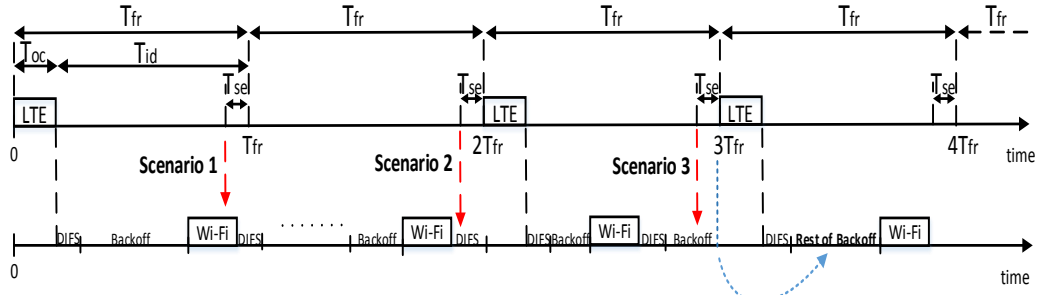 Tfr Tfr Tfr Tfr Tfr
Toc Tid
Tse Tse Tse Tse
LTE LTE LTE
0 Tfr 2Tfr 3Tfr 4Tfr time
Scenario 1 Scenario 2 Scenario 3
Wi-Fi Wi-Fi Wi-Fi Wi-Fi
DIFS Backoff DIFS ....... Backoff DIFS DIFS Backoff DIFS Backoff DIFS Rest of Backoff
0 time